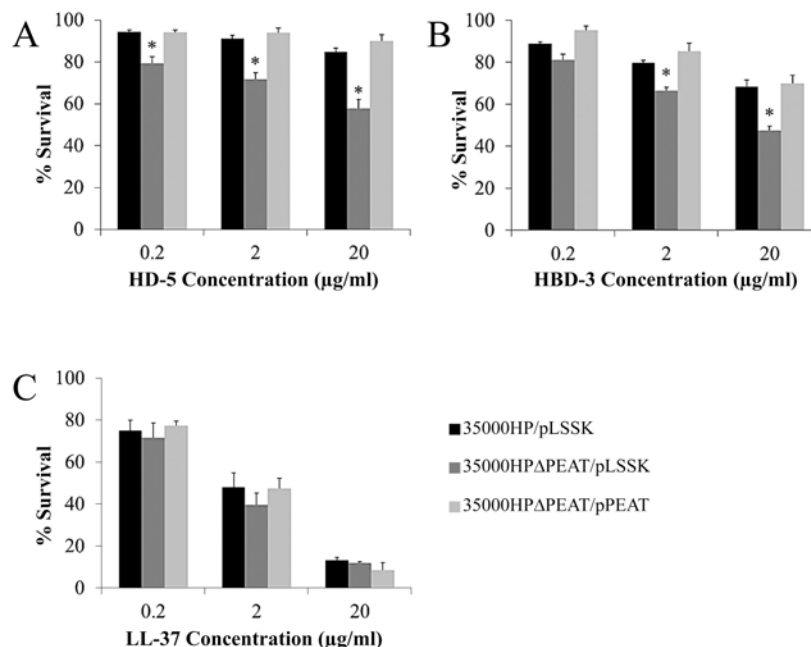 A
100
80
60
40
20
0
% Survival
*
*
*
0.2 2 20
HD-5 Concentration (µg/ml)
B
100
80
60
40
20
0
% Survival
*
*
0.2 2 20
HBD-3 Concentration (µg/ml)
C
100
80
60
40
20
0
% Survival
0.2 2 20
LL-37 Concentration (µg/ml)
35000HP/pLSSK
35000HPΔPEAT/pLSSK
35000HPΔPEAT/pPEAT